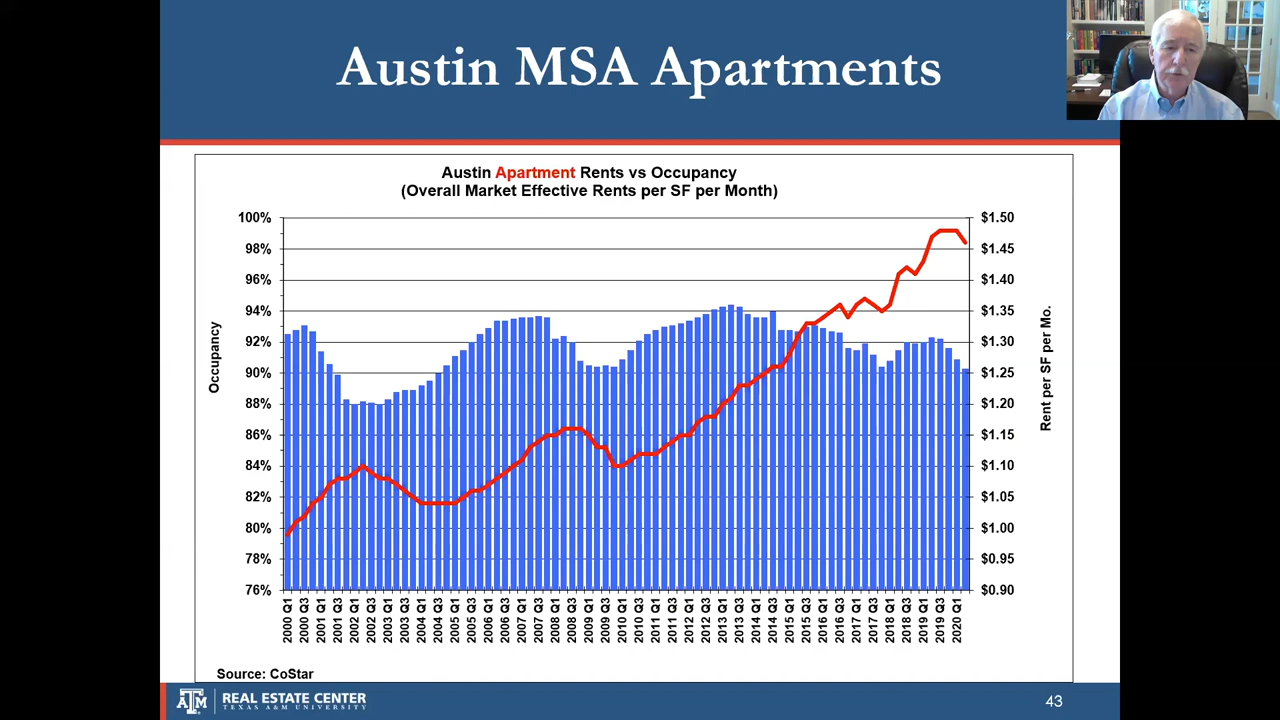 Austin MSA Apartments
Austin Apartment Rents vs Occupancy
(Overall Market Effective Rents per SF per Month)
100%
98%
96%
94%
92%
90%
88%
86%
84%
82%
80%
78%
76%
Occupancy
$1.50
$1.45
$1.40
$1.35
$1.30
$1.25
$1.20
$1.15
$1.10
$1.05
$1.00
$0.95
$0.90
Rent per SF per Mo.
2000 Q1
2000 Q3
2001 Q1
2001 Q3
2002 Q1
2002 Q3
2003 Q1
2003 Q3
2004 Q1
2004 Q3
2005 Q1
2005 Q3
2006 Q1
2006 Q3
2007 Q1
2007 Q3
2008 Q1
2008 Q3
2009 Q1
2009 Q3
2010 Q1
2010 Q3
2011 Q1
2011 Q3
2012 Q1
2012 Q3
2013 Q1
2013 Q3
2014 Q1
2014 Q3
2015 Q1
2015 Q3
2016 Q1
2016 Q3
2017 Q1
2017 Q3
2018 Q1
2018 Q3
2019 Q1
2019 Q3
2020 Q1
Source: CoStar
ATM
REAL ESTATE CENTER
TEXAS A&M UNIVERSITY
43